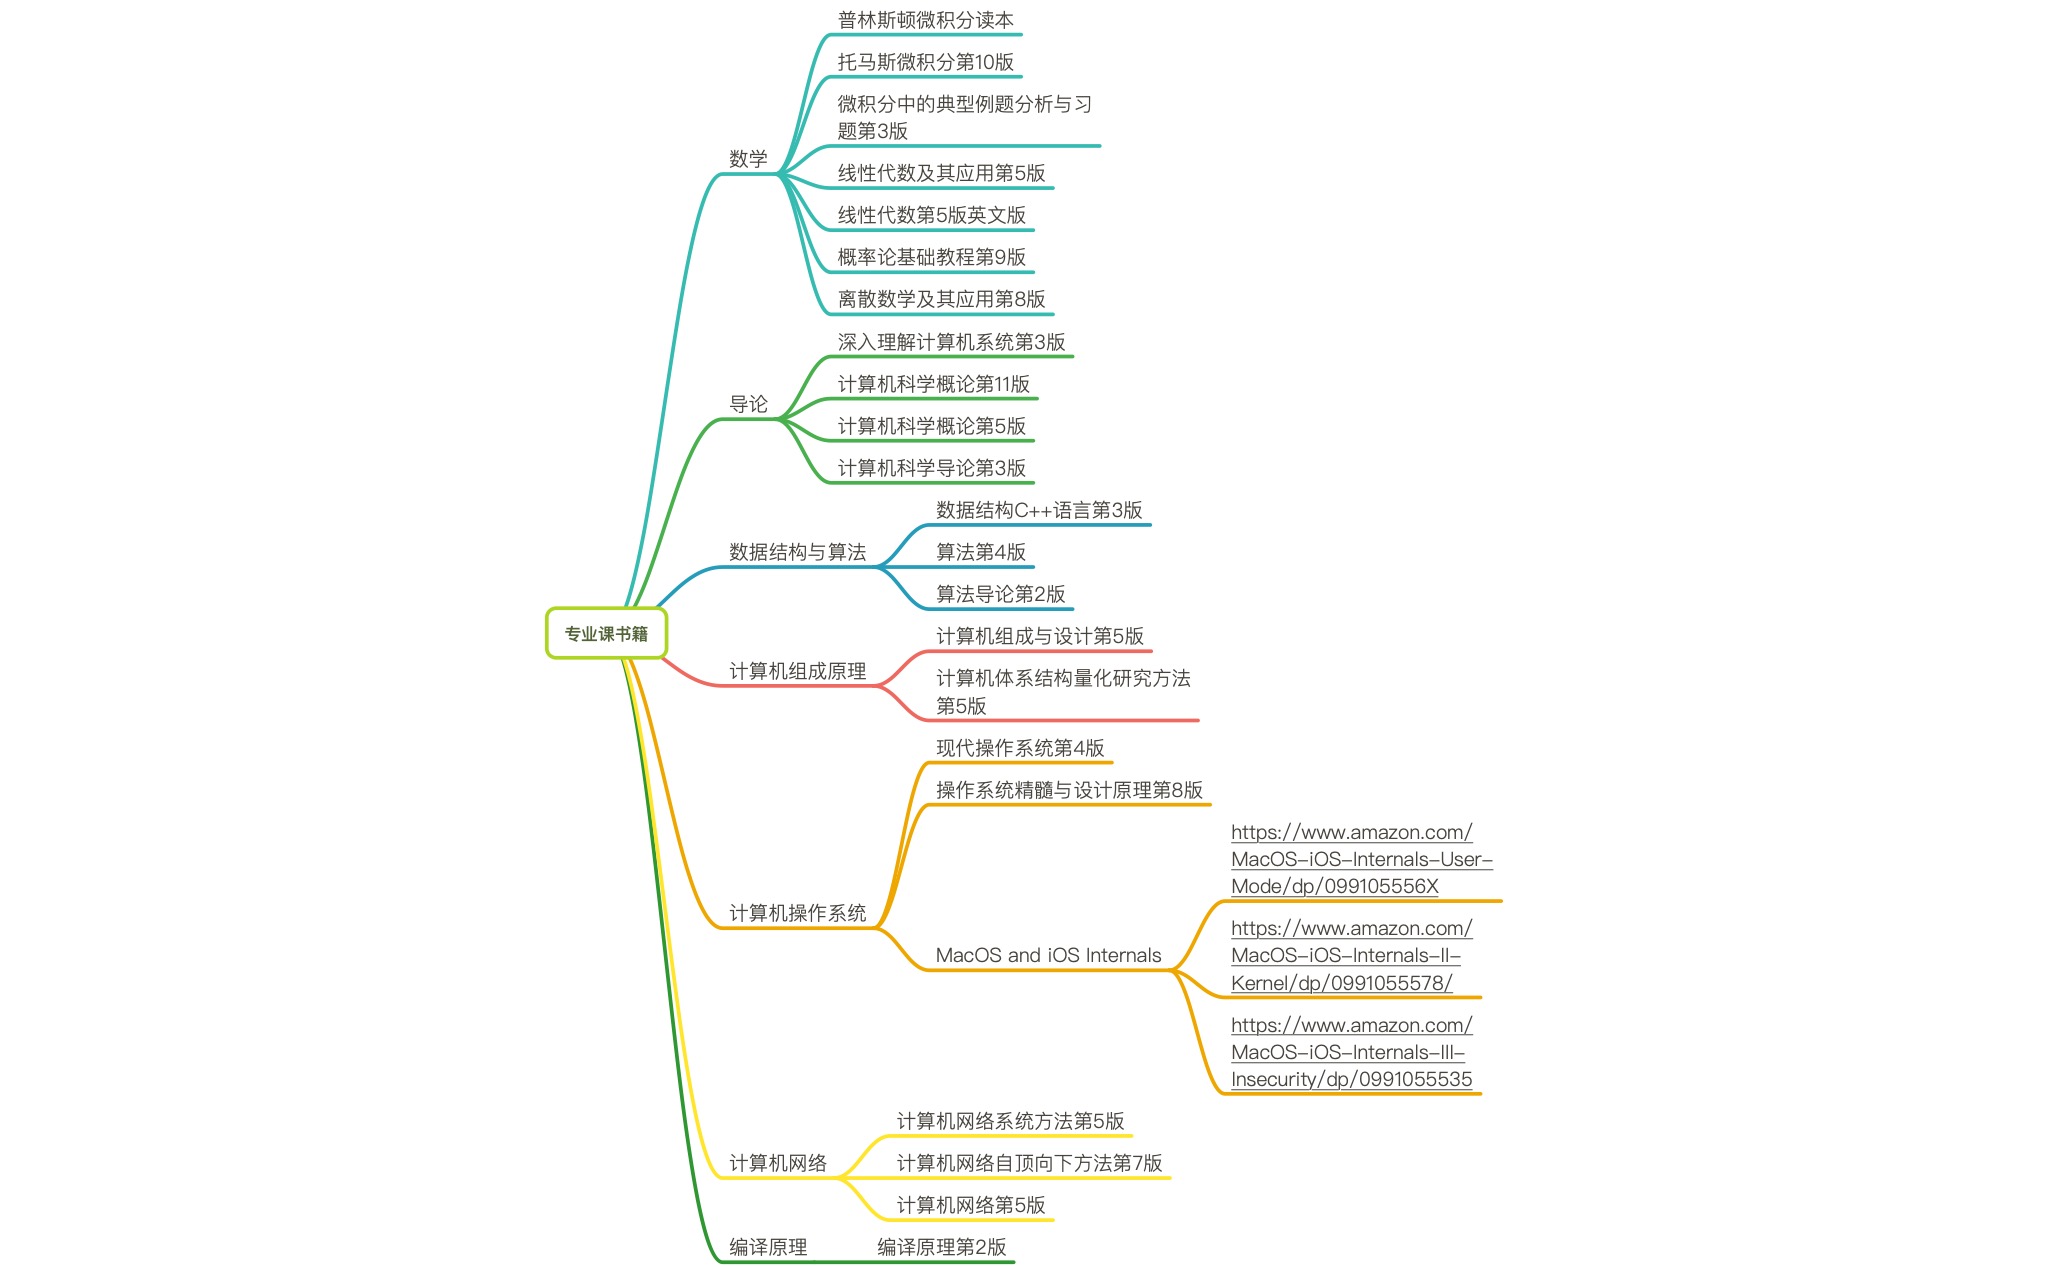 普林斯顿微积分读本
托马斯微积分第10版
微积分中的典型例题分析与习
题第3版
数学
线性代数及其应用第5版
线性代数第5版英文版
概率论基础教程第9版
离散数学及其应用第8版
深入理解计算机系统第3版
计算机科学概论第11版
导论
计算机科学概论第5版
计算机科学导论第3版
数据结构C++语言第3版
数据结构与算法
算法第4版
算法导论第2版
专业课书籍
计算机组成与设计第5版
计算机组成原理
计算机体系结构量化研究方法
第5版
现代操作系统第4版
操作系统精髓与设计原理第8版
计算机操作系统
MacOS and iOS Internals
https://www.amazon.com/
MacOS-iOS-Internals-User-
Mode/dp/099105556X
https://www.amazon.com/
MacOS-iOS-Internals-II-
Kernel/dp/0991055578/
https://www.amazon.com/
MacOS-iOS-Internals-III-
Insecurity/dp/0991055535
计算机网络系统方法第5版
计算机网络
计算机网络自顶向下方法第7版
计算机网络第5版
编译原理
编译原理第2版